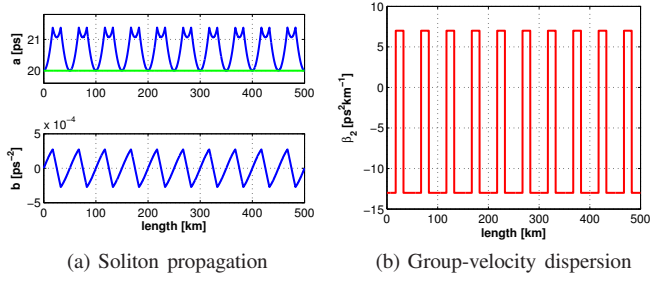 a [ps]
21
20
0 100 200 300 400 500
x 10⁻⁴
b [ps⁻²]
5
0
−5
0 100 200 300 400 500
length [km]
(a) Soliton propagation
β₂ [ps²km⁻¹]
10
5
0
−5
−10
−15
0 100 200 300 400 500
length [km]
(b) Group-velocity dispersion